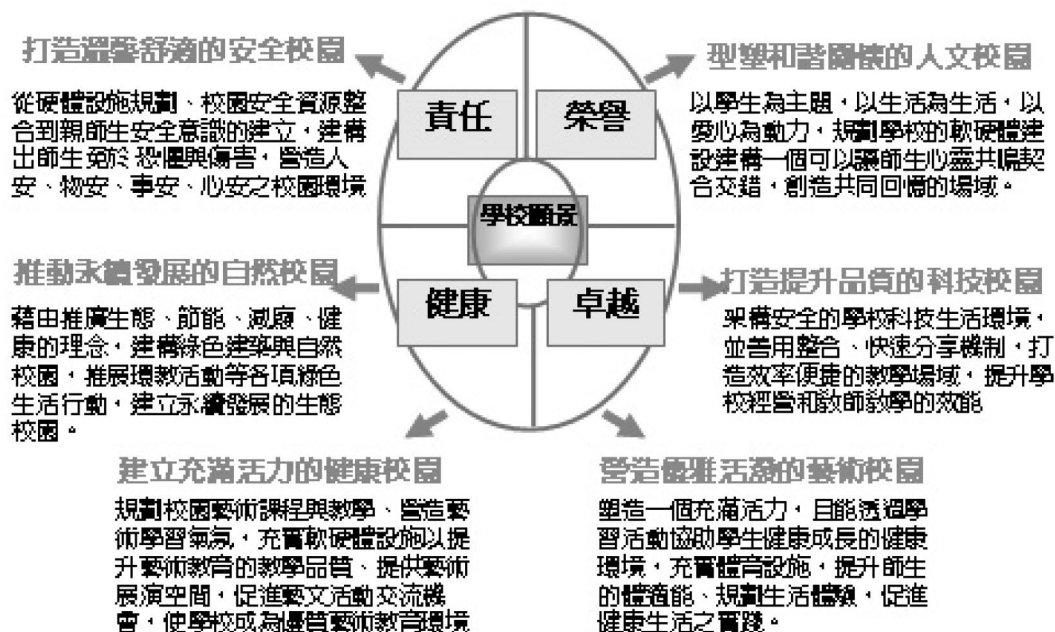 打造溫馨舒適的安全校園
從硬體設施規劃、校園安全資源整
合到親師生安全意識的建立，建構
出師生免於 恐懼與傷害，營造人
安、物安、事安、心安之校園環境
型塑和諧關懷的人文校園
以學生為主題，以生活為生活，以
愛心為動力，規劃學校的軟硬體建
設建構一個可以讓師生心靈共鳴契
合交錯，創造共同回憶的場域。
責任
榮譽
學校願景
健康
卓越
推動永續發展的自然校園
藉由推廣生態、節能、減廢、健
康的理念，建構綠色建築與自然
校園，推展環教活動等各項綠色
生活行動，建立永續發展的生態
校園。
打造提升品質的科技校園
架構安全的學校科技生活環境，
並善用整合、快速分享機制，打
造效率便捷的教學場域，提升學
校經營和教師教學的效能
建立充滿活力的健康校園
規劃校園藝術課程與教學、營造藝
術學習氣氛，充實軟硬體設施以提
升藝術教育的教學品質、提供藝術
展演空間，促進藝文活動交流機
會，使學校成為優質藝術教育環境
營造優雅活潑的藝術校園
塑造一個充滿活力，且能透過學
習活動協助學生健康成長的健康
環境，充實體育設施，提升師生
的體適能、規劃生活體驗，促進
健康生活之實踐。